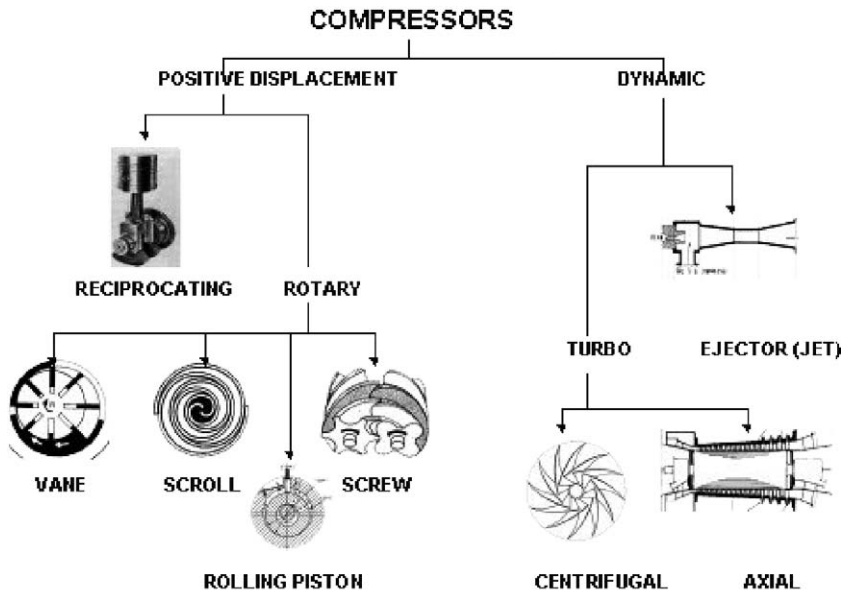 COMPRESSORS
POSITIVE DISPLACEMENT
DYNAMIC
RECIPROCATING
ROTARY
TURBO
EJECTOR (JET)
VANE
SCROLL
SCREW
ROLLING PISTON
CENTRIFUGAL
AXIAL